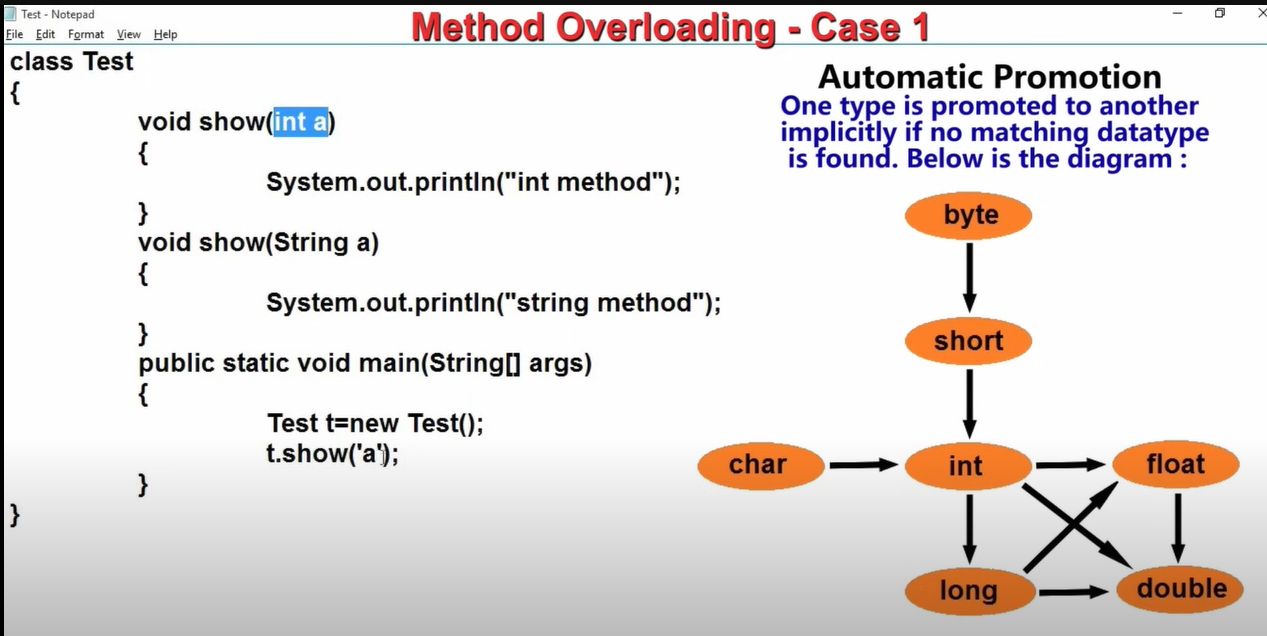 Test - Notepad
Method Overloading - Case 1
File Edit Format View Help
class Test
{
void show(int a)
{
System.out.println("int method");
}
void show(String a)
{
System.out.println("string method");
}
public static void main(String[] args)
{
Test t=new Test();
t.show('a');
}
}
Automatic Promotion
One type is promoted to another
implicitly if no matching datatype
is found. Below is the diagram :
byte
short
char
int
float
long
double